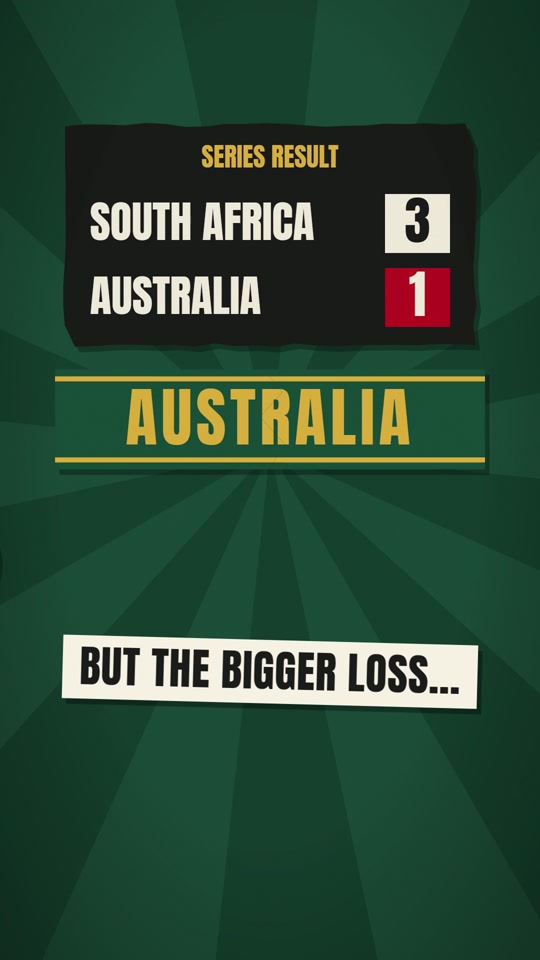 SERIES RESULT
SOUTH AFRICA 3
AUSTRALIA 1
AUSTRALIA
BUT THE BIGGER LOSS...